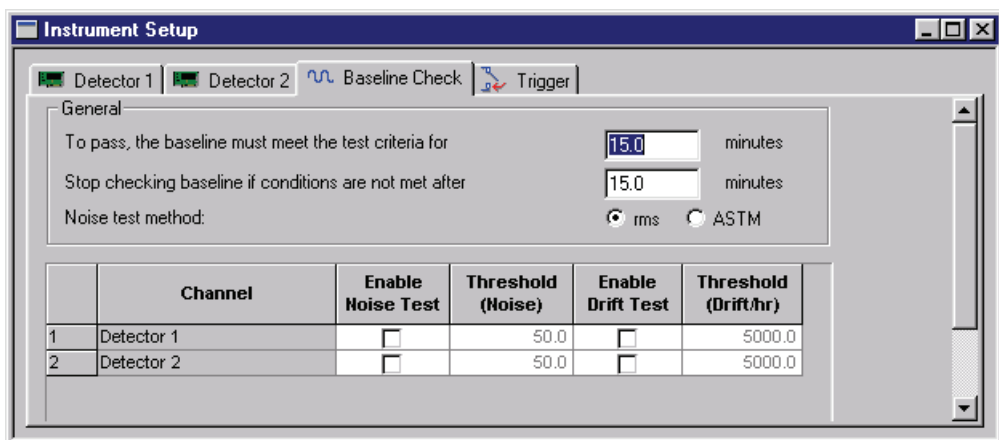 Instrument Setup
Detector 1 Detector 2 Baseline Check Trigger
General
To pass, the baseline must meet the test criteria for 15.0 minutes
Stop checking baseline if conditions are not met after 15.0 minutes
Noise test method: rms ASTM
Channel Enable Noise Test Threshold (Noise) Enable Drift Test Threshold (Drift/hr)
1 Detector 1 50.0 5000.0
2 Detector 2 50.0 5000.0